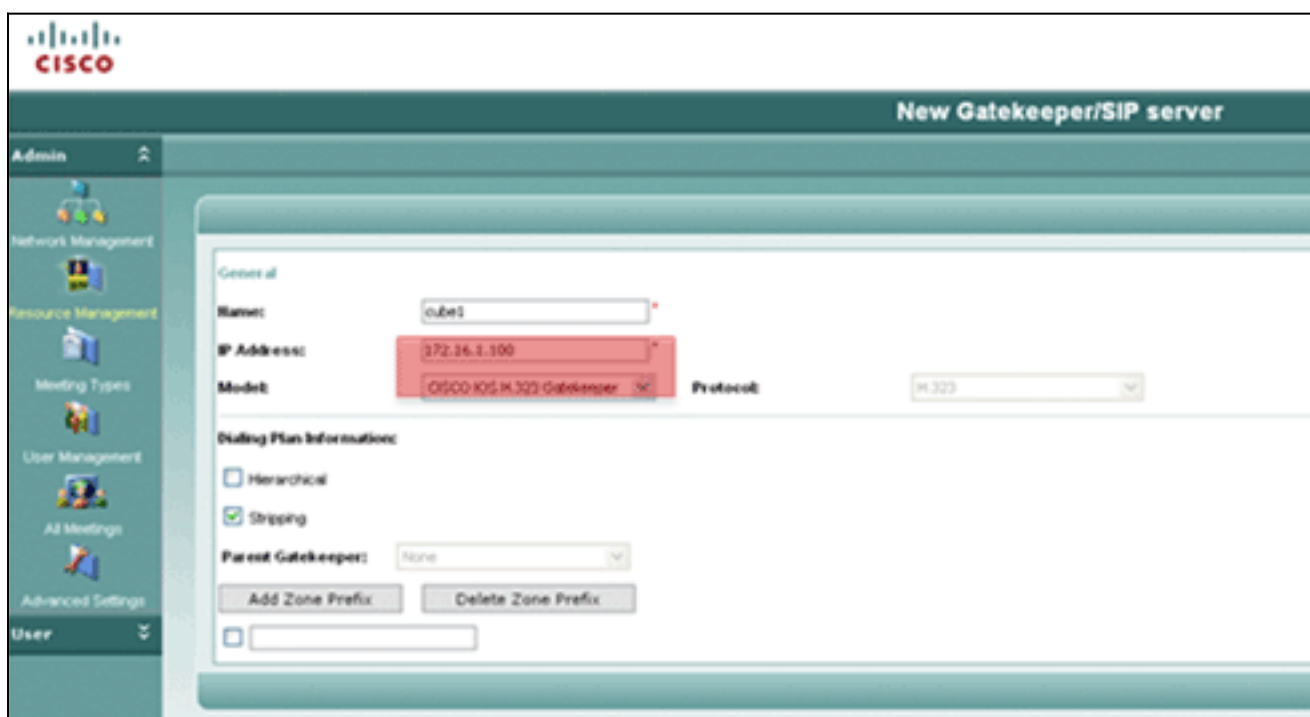 CISCO
New Gatekeeper/SIP server
Admin
Network Management
Resource Management
Meeting Types
User Management
All Meetings
Advanced Settings
User
General
Name: cube1 *
IP Address: 172.16.1.100 *
Model: CISCO IOS H.323 Gatekeeper Protocol: H.323
Dialing Plan Information:
Hierarchical
Stripping
Parent Gatekeeper: None
Add Zone Prefix Delete Zone Prefix